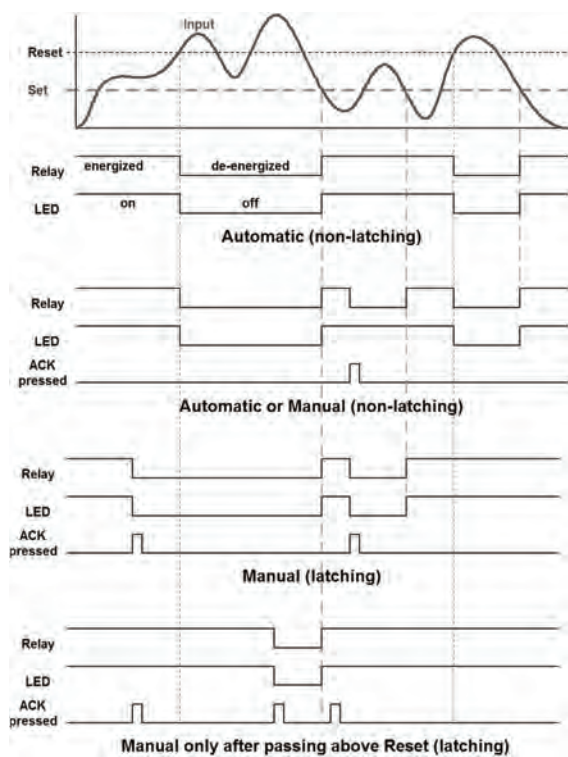 Input
Reset
Set
energized
de-energized
Relay
on
off
LED
Automatic (non-latching)
Relay
LED
ACK
pressed
Automatic or Manual (non-latching)
Relay
LED
ACK
pressed
Manual (latching)
Relay
LED
ACK
pressed
Manual only after passing above Reset (latching)